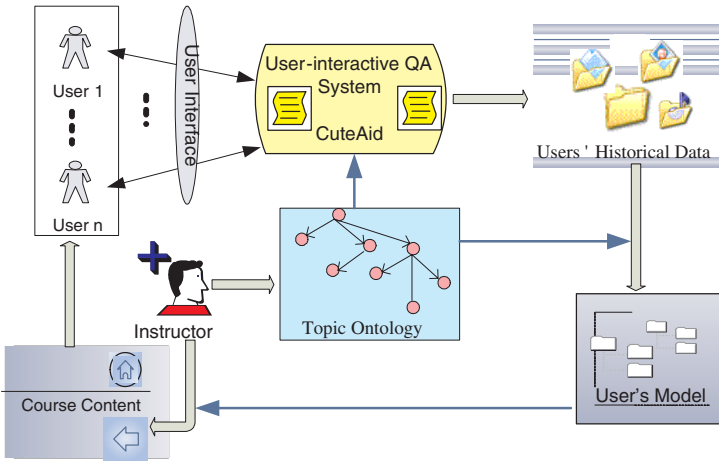 User 1
User n
User Interface
User-interactive QA
System
CuteAid
Users ' Historical Data
Instructor
Topic Ontology
Course Content
User's Model